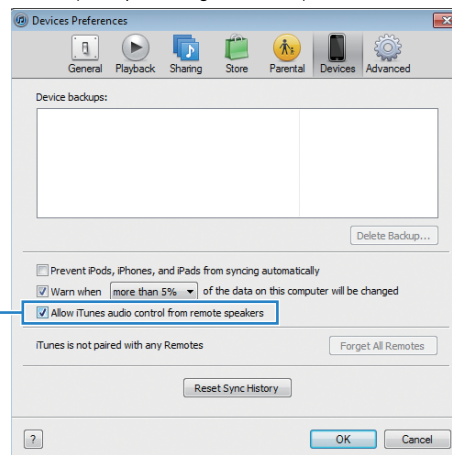 Devices Preferences
General Playback Sharing Store Parental Devices Advanced
Device backups:
Delete Backup...
Prevent iPods, iPhones, and iPads from syncing automatically
Warn when more than 5% of the data on this computer will be changed
Allow iTunes audio control from remote speakers
iTunes is not paired with any Remotes Forget All Remotes
Reset Sync History
? OK Cancel